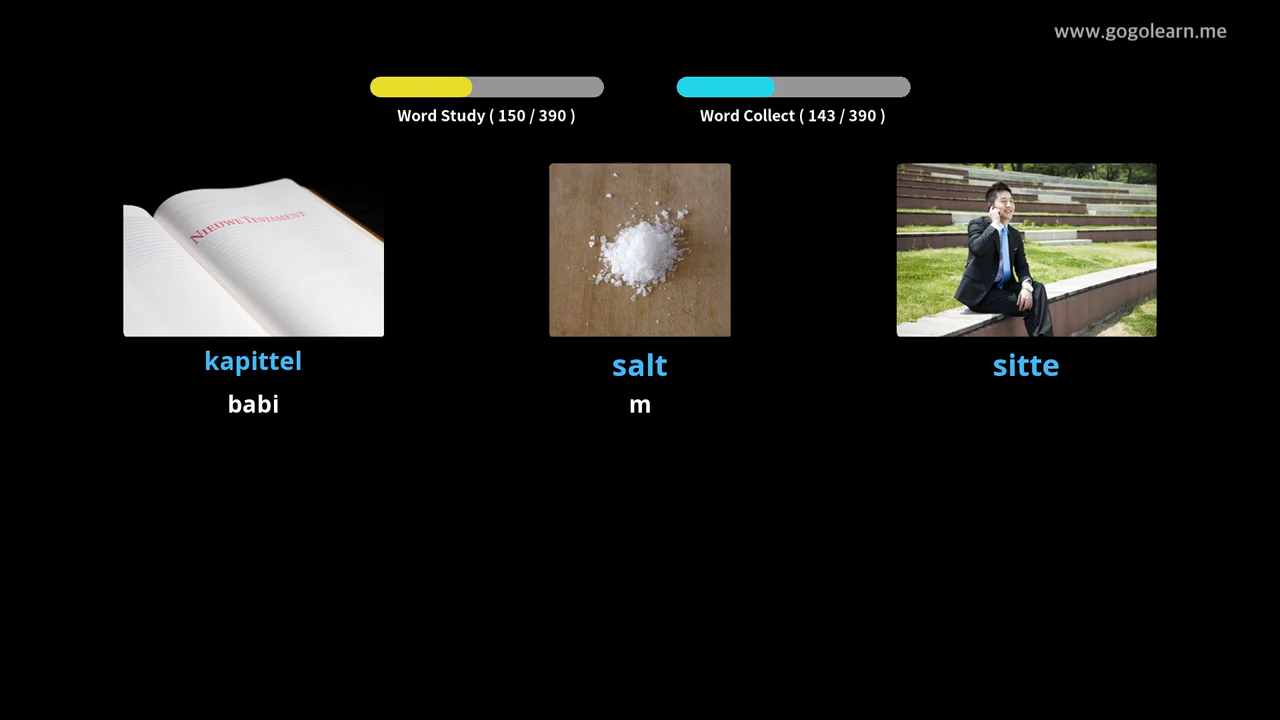 www.gogolearn.me
Word Study ( 150 / 390 )
Word Collect ( 143 / 390 )
NIEUWE TESTAMENT
kapittel
salt
sitte
babi
m